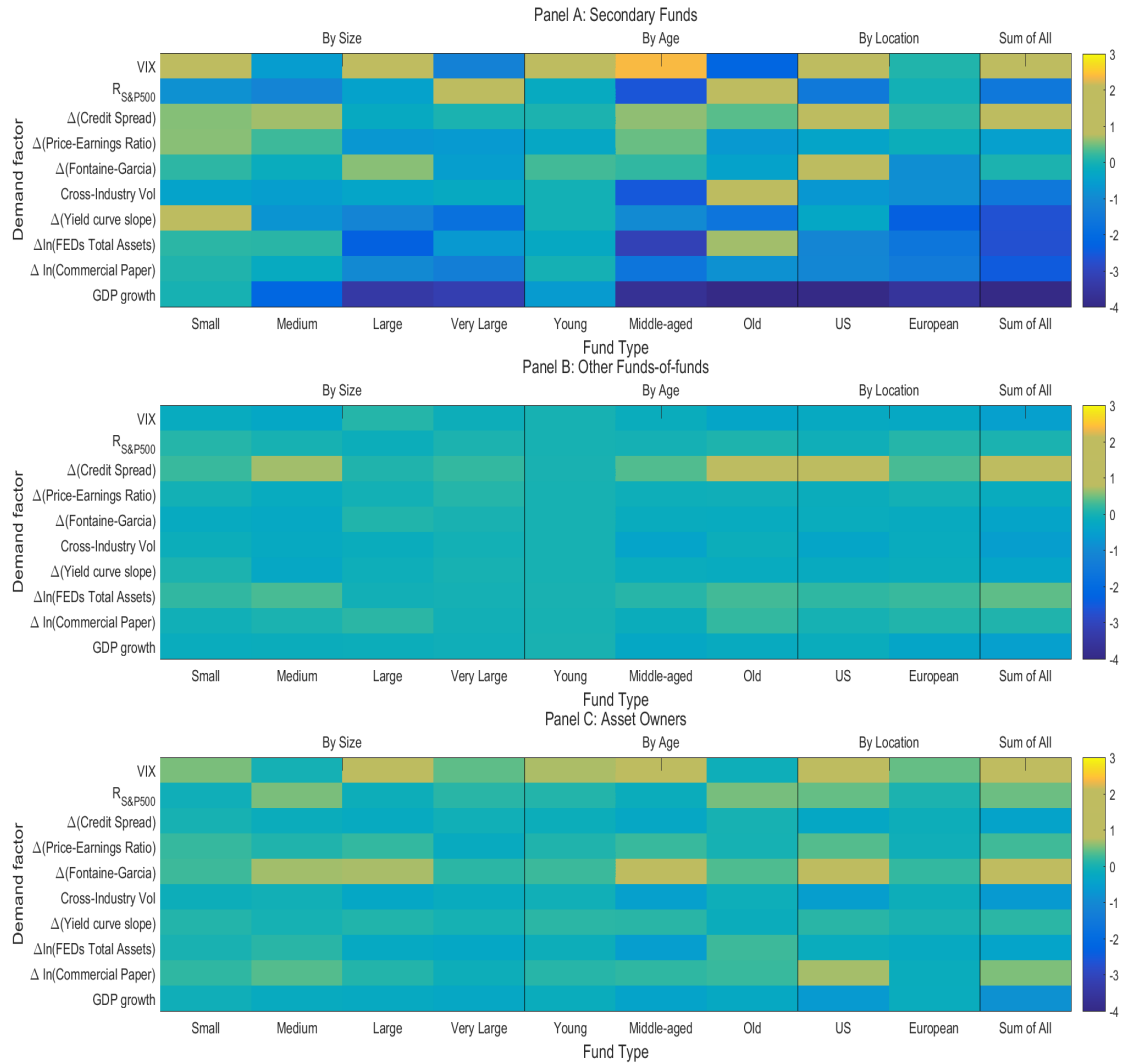 Panel A: Secondary Funds
By Size By Age By Location Sum of All
Demand factor
VIX
R_S&P500
Δ(Credit Spread)
Δ(Price-Earnings Ratio)
Δ(Fontaine-Garcia)
Cross-Industry Vol
Δ(Yield curve slope)
Δln(FEDs Total Assets)
Δ ln(Commercial Paper)
GDP growth
3
2
1
0
-1
-2
-3
-4
Small Medium Large Very Large Young Middle-aged Old US European Sum of All
Fund Type
Panel B: Other Funds-of-funds
By Size By Age By Location Sum of All
Demand factor
VIX
R_S&P500
Δ(Credit Spread)
Δ(Price-Earnings Ratio)
Δ(Fontaine-Garcia)
Cross-Industry Vol
Δ(Yield curve slope)
Δln(FEDs Total Assets)
Δ ln(Commercial Paper)
GDP growth
3
2
1
0
-1
-2
-3
-4
Small Medium Large Very Large Young Middle-aged Old US European Sum of All
Fund Type
Panel C: Asset Owners
By Size By Age By Location Sum of All
Demand factor
VIX
R_S&P500
Δ(Credit Spread)
Δ(Price-Earnings Ratio)
Δ(Fontaine-Garcia)
Cross-Industry Vol
Δ(Yield curve slope)
Δln(FEDs Total Assets)
Δ ln(Commercial Paper)
GDP growth
3
2
1
0
-1
-2
-3
-4
Small Medium Large Very Large Young Middle-aged Old US European Sum of All
Fund Type